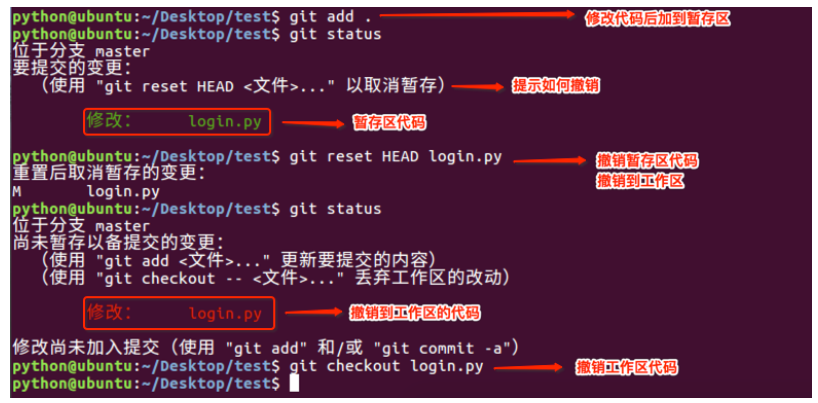 python@ubuntu:~/Desktop/test$ git add . 修改代码后加到暂存区
python@ubuntu:~/Desktop/test$ git status
位于分支 master
要提交的变更：
（使用 "git reset HEAD <文件>..." 以取消暂存） 提示如何撤销
修改： login.py 暂存区代码
python@ubuntu:~/Desktop/test$ git reset HEAD login.py 撤销暂存区代码
重置后取消暂存的变更： 撤销到工作区
M login.py
python@ubuntu:~/Desktop/test$ git status
位于分支 master
尚未暂存以备提交的变更：
（使用 "git add <文件>..." 更新要提交的内容）
（使用 "git checkout -- <文件>..." 丢弃工作区的改动）
修改： login.py 撤销到工作区的代码
修改尚未加入提交（使用 "git add" 和/或 "git commit -a"）
python@ubuntu:~/Desktop/test$ git checkout login.py 撤销工作区代码
python@ubuntu:~/Desktop/test$